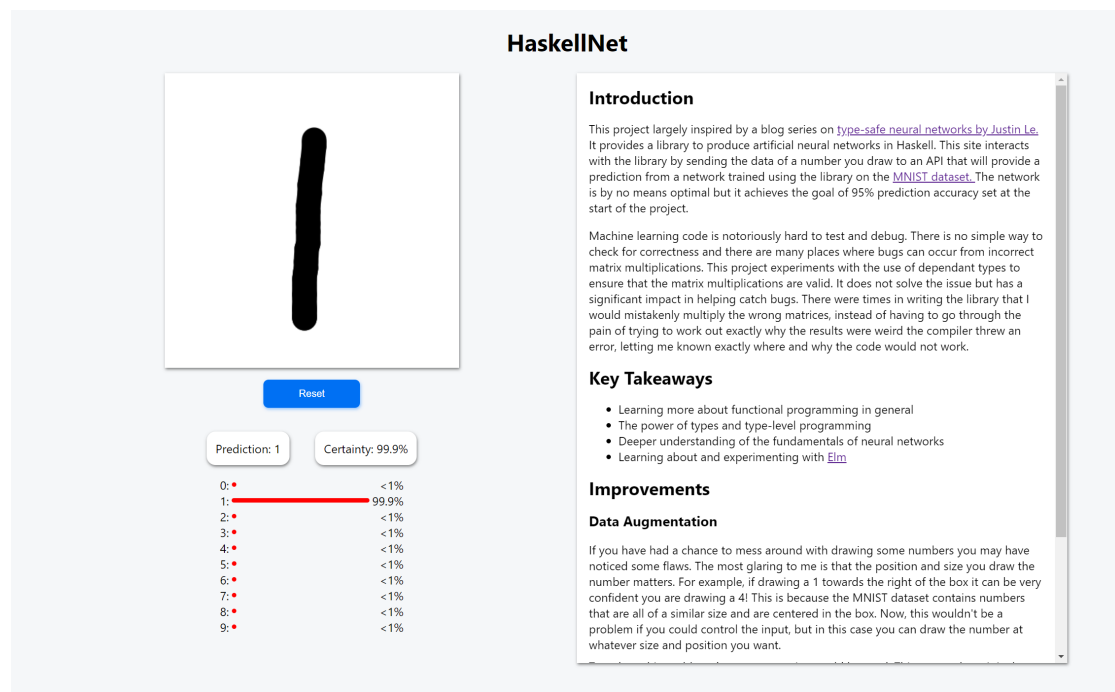 HaskellNet
Reset
Prediction: 1
Certainty: 99.9%
0: <1%
1: 99.9%
2: <1%
3: <1%
4: <1%
5: <1%
6: <1%
7: <1%
8: <1%
9: <1%
Introduction
This project largely inspired by a blog series on type-safe neural networks by Justin Le.
It provides a library to produce artificial neural networks in Haskell. This site interacts
with the library by sending the data of a number you draw to an API that will provide a
prediction from a network trained using the library on the MNIST dataset. The network
is by no means optimal but it achieves the goal of 95% prediction accuracy set at the
start of the project.
Machine learning code is notoriously hard to test and debug. There is no simple way to
check for correctness and there are many places where bugs can occur from incorrect
matrix multiplications. This project experiments with the use of dependant types to
ensure that the matrix multiplications are valid. It does not solve the issue but has a
significant impact in helping catch bugs. There were times in writing the library that I
would mistakenly multiply the wrong matrices, instead of having to go through the
pain of trying to work out exactly why the results were weird the compiler threw an
error, letting me known exactly where and why the code would not work.
Key Takeaways
• Learning more about functional programming in general
• The power of types and type-level programming
• Deeper understanding of the fundamentals of neural networks
• Learning about and experimenting with Elm
Improvements
Data Augmentation
If you have had a chance to mess around with drawing some numbers you may have
noticed some flaws. The most glaring to me is that the position and size you draw the
number matters. For example, if drawing a 1 towards the right of the box it can be very
confident you are drawing a 4! This is because the MNIST dataset contains numbers
that are all of a similar size and are centered in the box. Now, this wouldn't be a
problem if you could control the input, but in this case you can draw the number at
whatever size and position you want.